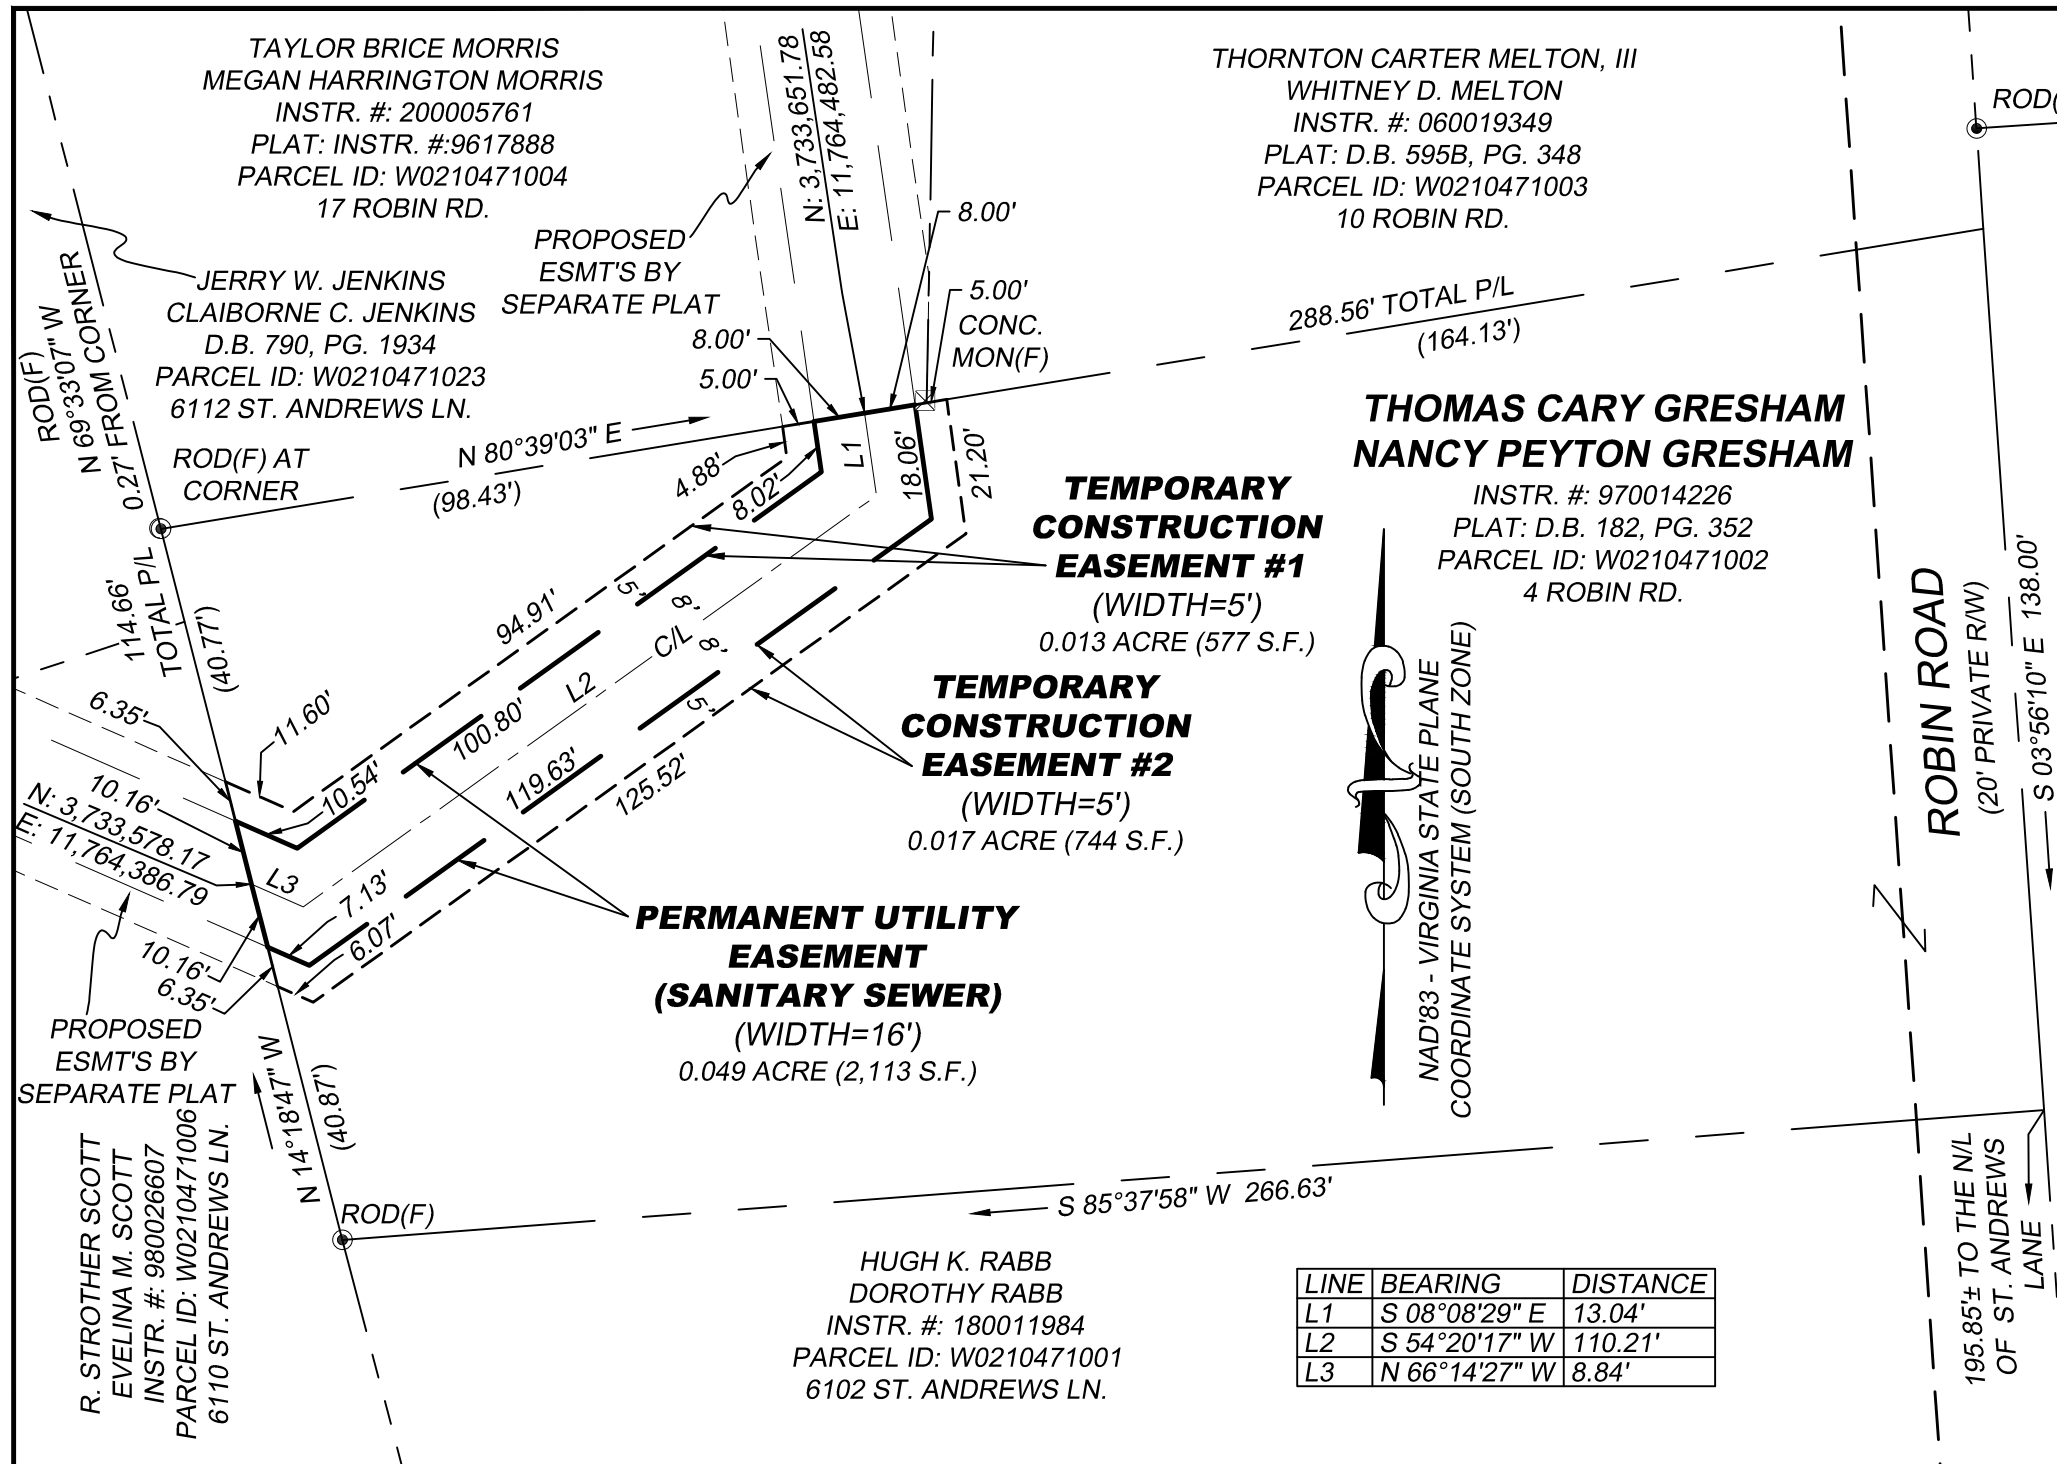 TAYLOR BRICE MORRIS
MEGAN HARRINGTON MORRIS
INSTR. #: 200005761
PLAT: INSTR. #:9617888
PARCEL ID: W0210471004
17 ROBIN RD.
N: 3,733,651.78
E: 11,764,482.58
THORNTON CARTER MELTON, III
WHITNEY D. MELTON
INSTR. #: 060019349
PLAT: D.B. 595B, PG. 348
PARCEL ID: W0210471003
10 ROBIN RD.
ROD(
PROPOSED
ESMT'S BY
SEPARATE PLAT
8.00'
5.00'
CONC.
MON(F)
8.00'
5.00'
JERRY W. JENKINS
CLAIBORNE C. JENKINS
D.B. 790, PG. 1934
PARCEL ID: W0210471023
6112 ST. ANDREWS LN.
ROD(F)
N 69°33'07" W
0.27' FROM CORNER
ROD(F) AT
CORNER
N 80°39'03" E
(98.43')
288.56' TOTAL P/L
(164.13')
THOMAS CARY GRESHAM
NANCY PEYTON GRESHAM
INSTR. #: 970014226
PLAT: D.B. 182, PG. 352
PARCEL ID: W0210471002
4 ROBIN RD.
4.88'
8.02'
L1
18.06'
21.20'
TEMPORARY
CONSTRUCTION
EASEMENT #1
(WIDTH=5')
0.013 ACRE (577 S.F.)
114.66'
TOTAL P/L
(40.77')
94.91'
5'
8'
C/L
8'
L2
5'
100.80'
119.63'
125.52'
TEMPORARY
CONSTRUCTION
EASEMENT #2
(WIDTH=5')
0.017 ACRE (744 S.F.)
6.35'
11.60'
10.54'
10.16'
N: 3,733,578.17
E: 11,764,386.79
L3
7.13'
6.07'
10.16'
6.35'
PROPOSED
ESMT'S BY
SEPARATE PLAT
PERMANENT UTILITY
EASEMENT
(SANITARY SEWER)
(WIDTH=16')
0.049 ACRE (2,113 S.F.)
NAD'83 - VIRGINIA STATE PLANE
COORDINATE SYSTEM (SOUTH ZONE)
ROBIN ROAD
(20' PRIVATE R/W)
S 03°56'10" E 138.00'
N 14°18'47" W
(40.87')
R. STROTHER SCOTT
EVELINA M. SCOTT
INSTR. #: 980026607
PARCEL ID: W0210471006
6110 ST. ANDREWS LN.
ROD(F)
S 85°37'58" W 266.63'
HUGH K. RABB
DOROTHY RABB
INSTR. #: 180011984
PARCEL ID: W0210471001
6102 ST. ANDREWS LN.
LINE BEARING DISTANCE
L1 S 08°08'29" E 13.04'
L2 S 54°20'17" W 110.21'
L3 N 66°14'27" W 8.84'
195.85'± TO THE N/L
OF ST. ANDREWS
LANE